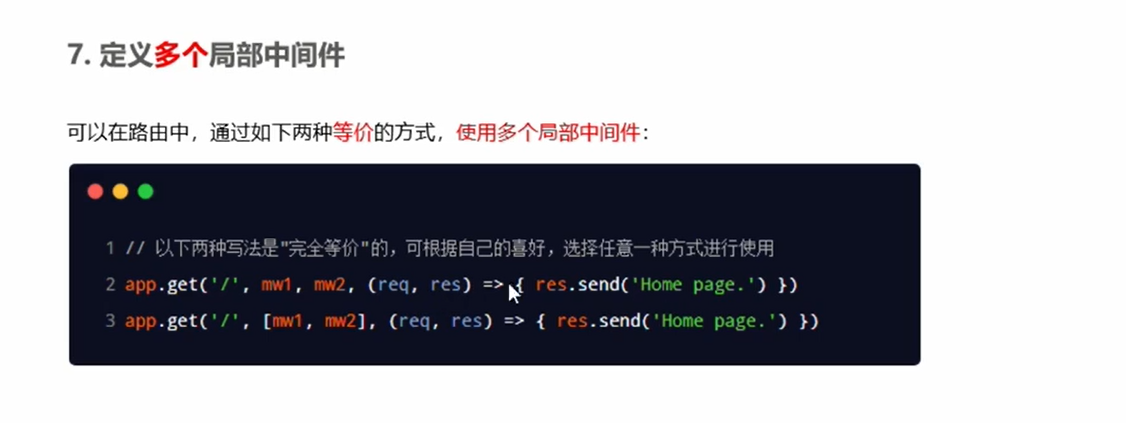 7. 定义多个局部中间件
可以在路由中，通过如下两种等价的方式，使用多个局部中间件：
1 // 以下两种写法是"完全等价"的，可根据自己的喜好，选择任意一种方式进行使用
2 app.get('/', mw1, mw2, (req, res) => { res.send('Home page.') })
3 app.get('/', [mw1, mw2], (req, res) => { res.send('Home page.') })